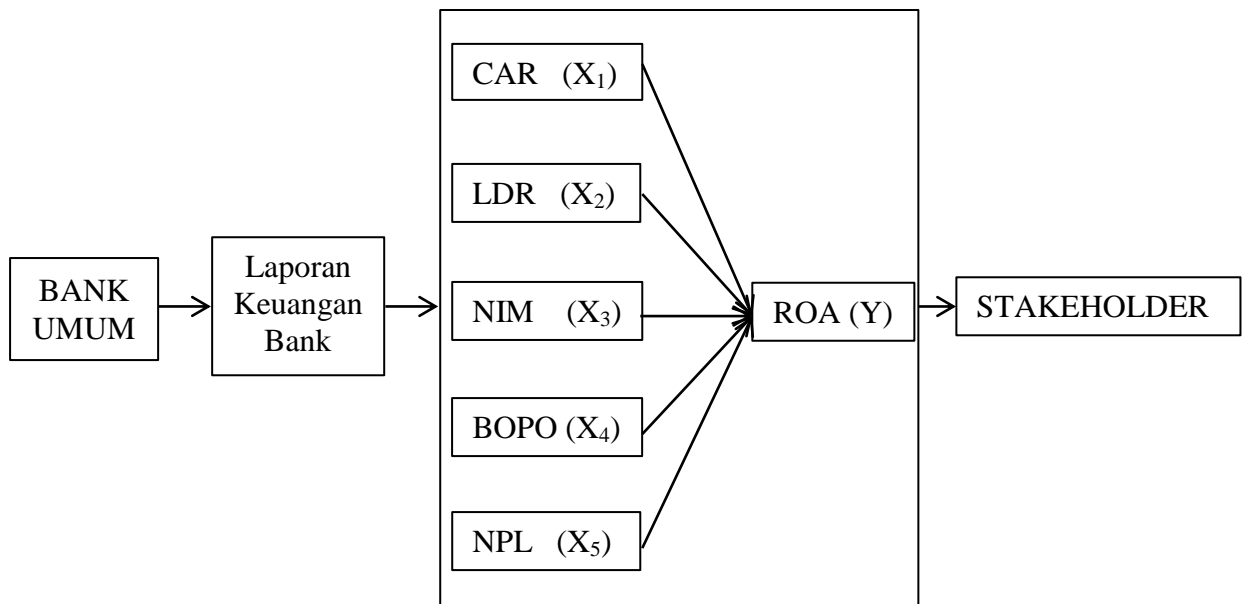 BANK
UMUM
Laporan
Keuangan
Bank
CAR (X₁)
LDR (X₂)
NIM (X₃)
BOPO (X₄)
NPL (X₅)
ROA (Y)
STAKEHOLDER